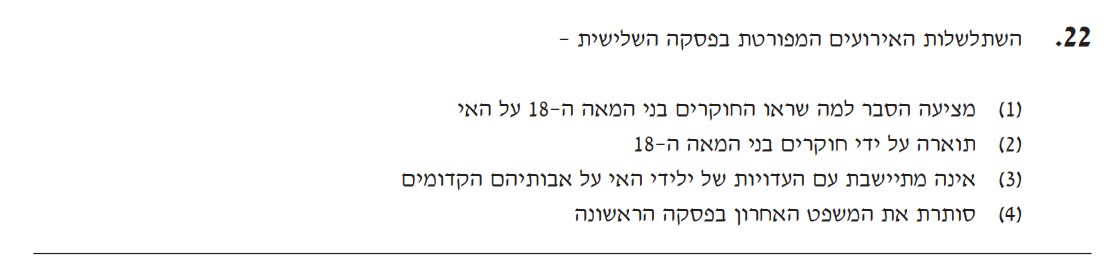 22. השתלשלות האירועים המפורטת בפסקה השלישית –
(1) מציעה הסבר למה שראו החוקרים בני המאה ה-18 על האי
(2) תוארה על ידי חוקרים בני המאה ה-18
(3) אינה מתיישבת עם העדויות של ילידי האי על אבותיהם הקדומים
(4) סותרת את המשפט האחרון בפסקה הראשונה